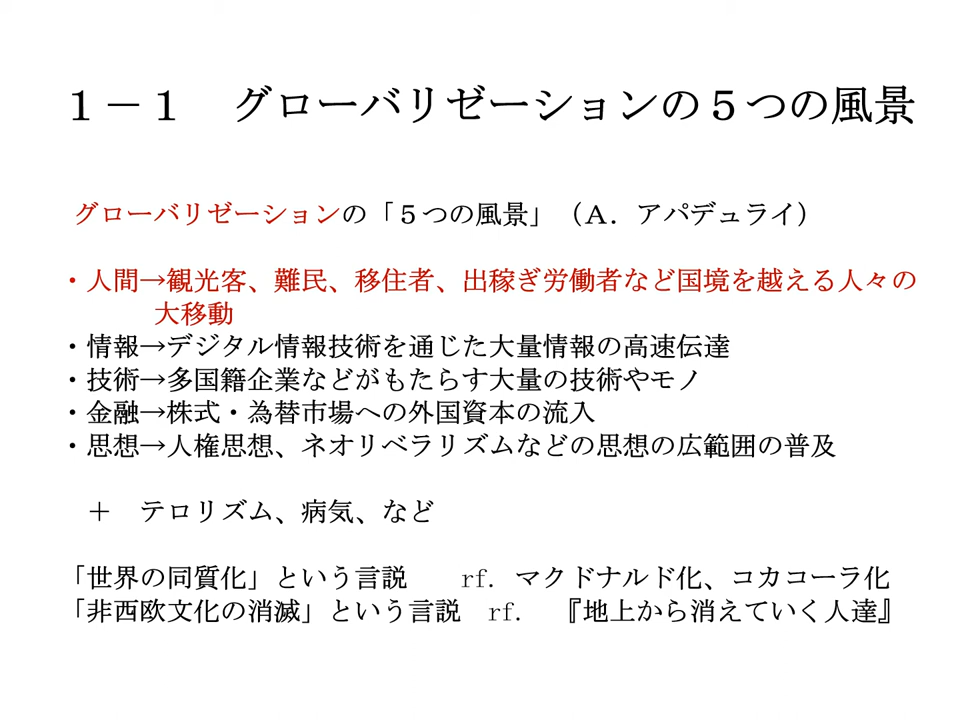 １－１　グローバリゼーションの５つの風景
グローバリゼーションの「５つの風景」（Ａ．アパデュライ）
・人間→観光客、難民、移住者、出稼ぎ労働者など国境を越える人々の
大移動
・情報→デジタル情報技術を通じた大量情報の高速伝達
・技術→多国籍企業などがもたらす大量の技術やモノ
・金融→株式・為替市場への外国資本の流入
・思想→人権思想、ネオリベラリズムなどの思想の広範囲の普及
＋　テロリズム、病気、など
「世界の同質化」という言説　　rf. マクドナルド化、コカコーラ化
「非西欧文化の消滅」という言説　rf.　『地上から消えていく人達』